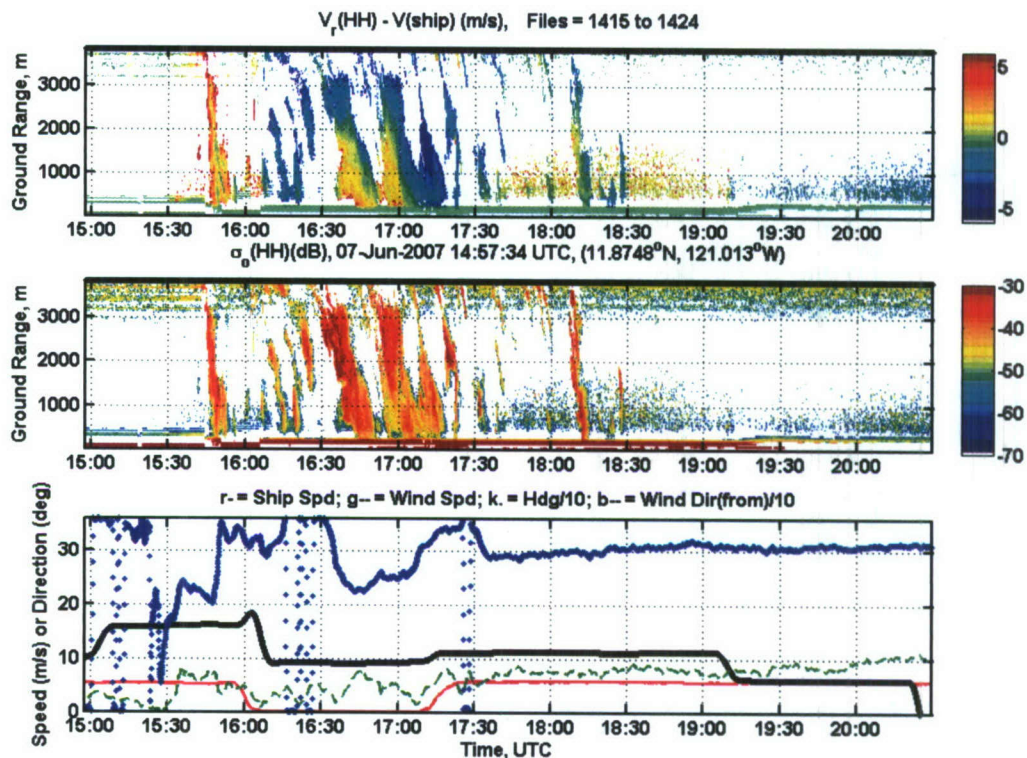 V_r(HH) - V(ship) (m/s), Files = 1415 to 1424
Ground Range, m
3000
2000
1000
5
0
-5
15:00 15:30 16:00 16:30 17:00 17:30 18:00 18:30 19:00 19:30 20:00
σ_o(HH)(dB), 07-Jun-2007 14:57:34 UTC, (11.8748°N, 121.013°W)
Ground Range, m
3000
2000
1000
-30
-40
-50
-60
-70
15:00 15:30 16:00 16:30 17:00 17:30 18:00 18:30 19:00 19:30 20:00
r- = Ship Spd; g-- = Wind Spd; k. = Hdg/10; b-- = Wind Dir(from)/10
Speed (m/s) or Direction (deg)
30
20
10
0
15:00 15:30 16:00 16:30 17:00 17:30 18:00 18:30 19:00 19:30 20:00
Time, UTC